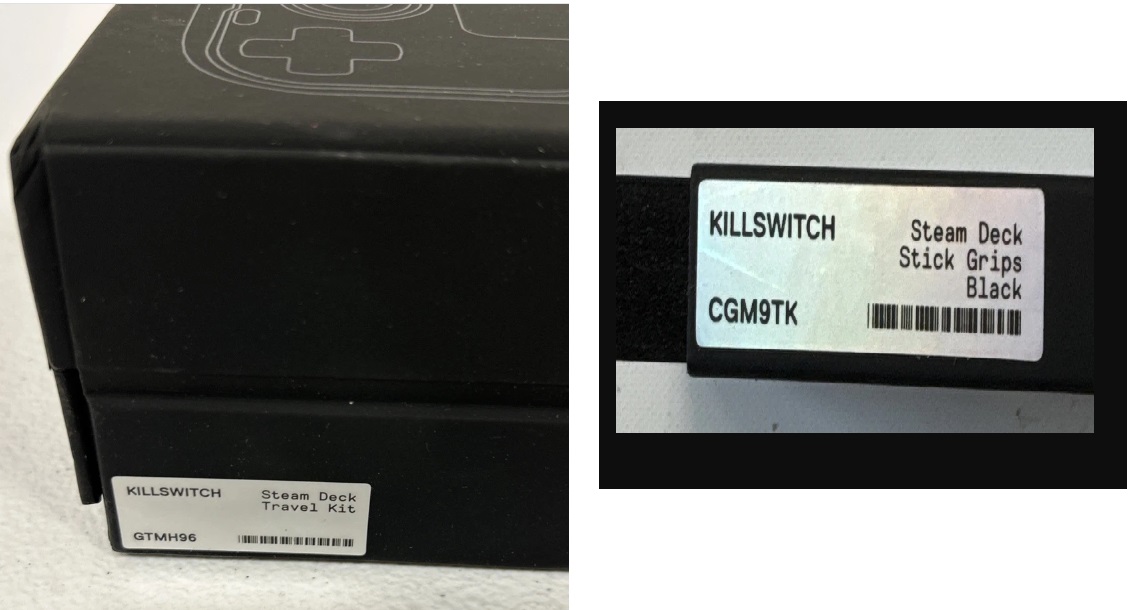 KILLSWITCH
Steam Deck
Travel Kit
GTMH96
KILLSWITCH
Steam Deck
Stick Grips
Black
CGM9TK